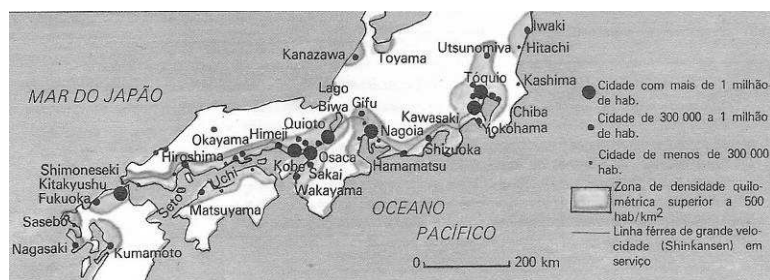 Iwaki
Kanazawa
Toyama
Utsunomiva
Hitachi
MAR DO JAPÃO
Lago
Biwa
Gifu
Tóquio
Kashima
Quioto
Kawasaki
Chiba
Okayama
Himeji
Nagoia
Yokohama
Hiroshima
Osaca
Shizuoka
Shimoneseki
Kobe
Sakai
Hamamatsu
Kitakyushu
Uchi
Wakayama
Fukuoka
Seto
Matsuyama
OCEANO
Sasebo
PACÍFICO
Nagasaki
Kumamoto
0 200 km
Cidade com mais de 1 milhão
de hab.
Cidade de 300 000 a 1
milhão de hab.
Cidade de menos de 300 000
hab.
Zona de densidade quilo-
métrica superior a 500
hab/km²
Linha férrea de grande velo-
cidade (Shinkansen) em
serviço